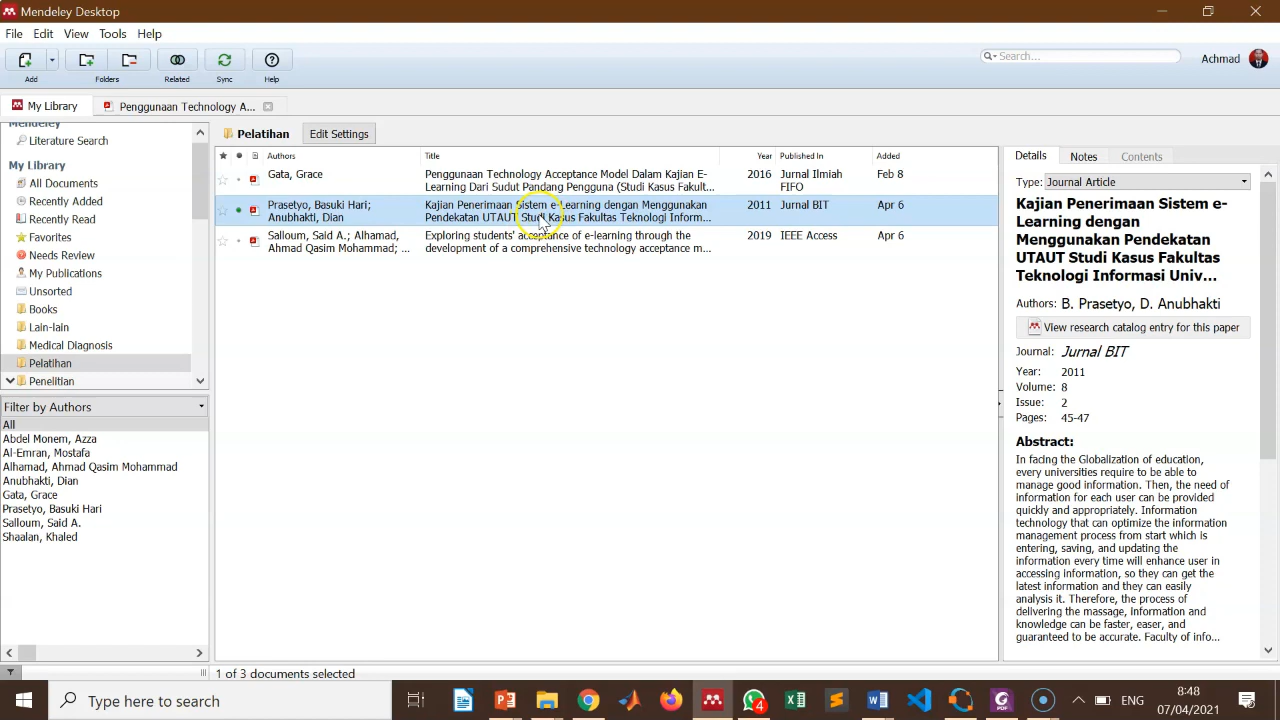 Mendeley Desktop
File Edit View Tools Help
Add Folders Related Sync Help
Search...
Achmad
My Library Penggunaan Technology A...
Mendeley
Literature Search
My Library
All Documents
Recently Added
Recently Read
Favorites
Needs Review
My Publications
Unsorted
Books
Lain-lain
Medical Diagnosis
Pelatihan
Penelitian
Filter by Authors
All
Abdel Monem, Azza
Al-Emran, Mostafa
Alhamad, Ahmad Qasim Mohammad
Anubhakti, Dian
Gata, Grace
Prasetyo, Basuki Hari
Salloum, Said A.
Shaalan, Khaled
Pelatihan Edit Settings
Authors Title Year Published In Added
Gata, Grace Penggunaan Technology Acceptance Model Dalam Kajian E- 2016 Jurnal Ilmiah Feb 8
Learning Dari Sudut Pandang Pengguna (Studi Kasus Fakult... FIFO
Prasetyo, Basuki Hari; Kajian Penerimaan Sistem e-Learning dengan Menggunakan 2011 Jurnal BIT Apr 6
Anubhakti, Dian Pendekatan UTAUT Studi Kasus Fakultas Teknologi Inform...
Salloum, Said A.; Alhamad, Exploring students' acceptance of e-learning through the 2019 IEEE Access Apr 6
Ahmad Qasim Mohammad; ... development of a comprehensive technology acceptance m...
1 of 3 documents selected
Details Notes Contents
Type: Journal Article
Kajian Penerimaan Sistem e-
Learning dengan
Menggunakan Pendekatan
UTAUT Studi Kasus Fakultas
Teknologi Informasi Univ...
Authors: B. Prasetyo, D. Anubhakti
View research catalog entry for this paper
Journal: Jurnal BIT
Year: 2011
Volume: 8
Issue: 2
Pages: 45-47
Abstract:
In facing the Globalization of education,
every universities require to be able to
manage good information. Then, the need of
information for each user can be provided
quickly and appropriately. Information
technology that can optimize the information
management process from start which is
entering, saving, and updating the
information every time will enhance user in
accessing information, so they can get the
latest information and they can easily
analysis it. Therefore, the process of
delivering the massage, information and
knowledge can be faster, easer, and
guaranteed to be accurate. Faculty of info...
Type here to search
4
ENG
8:48
07/04/2021